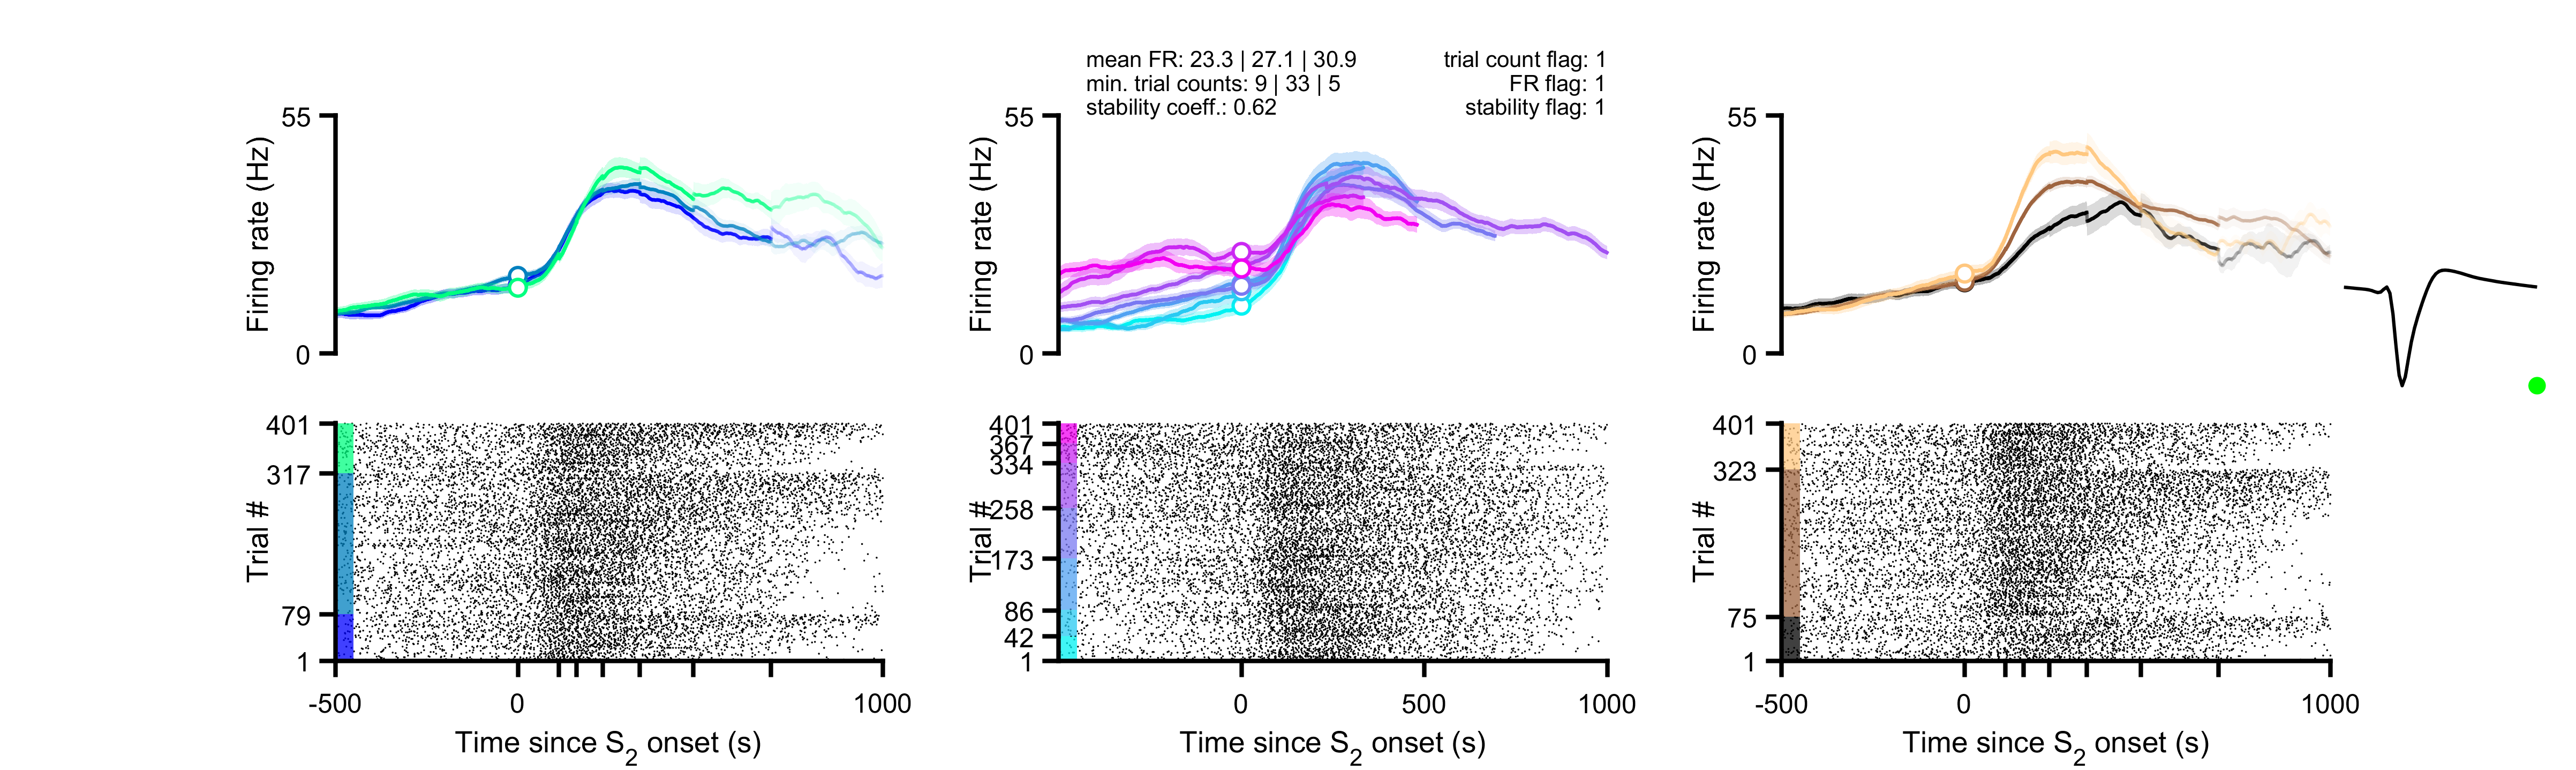 mean FR: 23.3 | 27.1 | 30.9
min. trial counts: 9 | 33 | 5
stability coeff.: 0.62
trial count flag: 1
FR flag: 1
stability flag: 1
55
Firing rate (Hz)
0
401
317
Trial #
79
1
-500
0
1000
Time since S2 onset (s)
55
Firing rate (Hz)
0
401
367
334
258
Trial #
173
86
42
1
0
500
1000
Time since S2 onset (s)
55
Firing rate (Hz)
0
401
323
Trial #
75
1
-500
0
1000
Time since S2 onset (s)